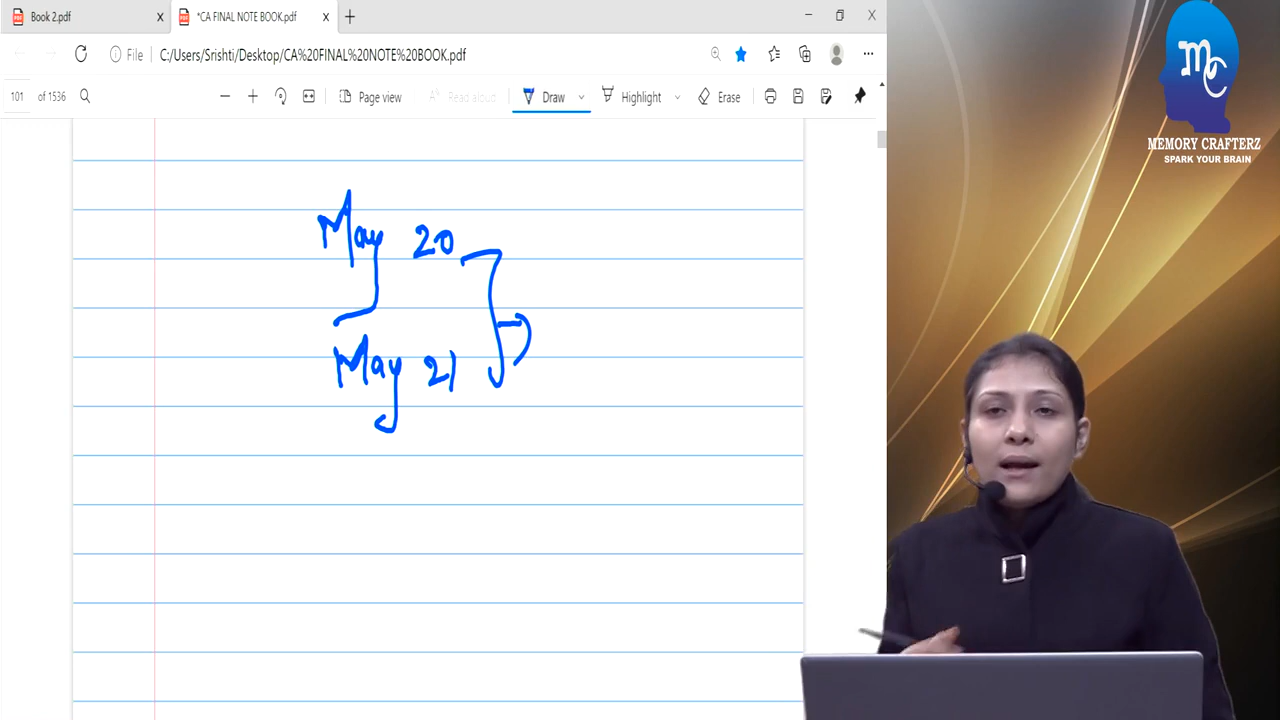 Book 2.pdf
*CA FINAL NOTE BOOK.pdf
File C:/Users/Srishti/Desktop/CA%20FINAL%20NOTE%20BOOK.pdf
101 of 1536 Page view Read aloud Draw Highlight Erase
May 20
May 21
MC
MEMORY CRAFTERZ
SPARK YOUR BRAIN